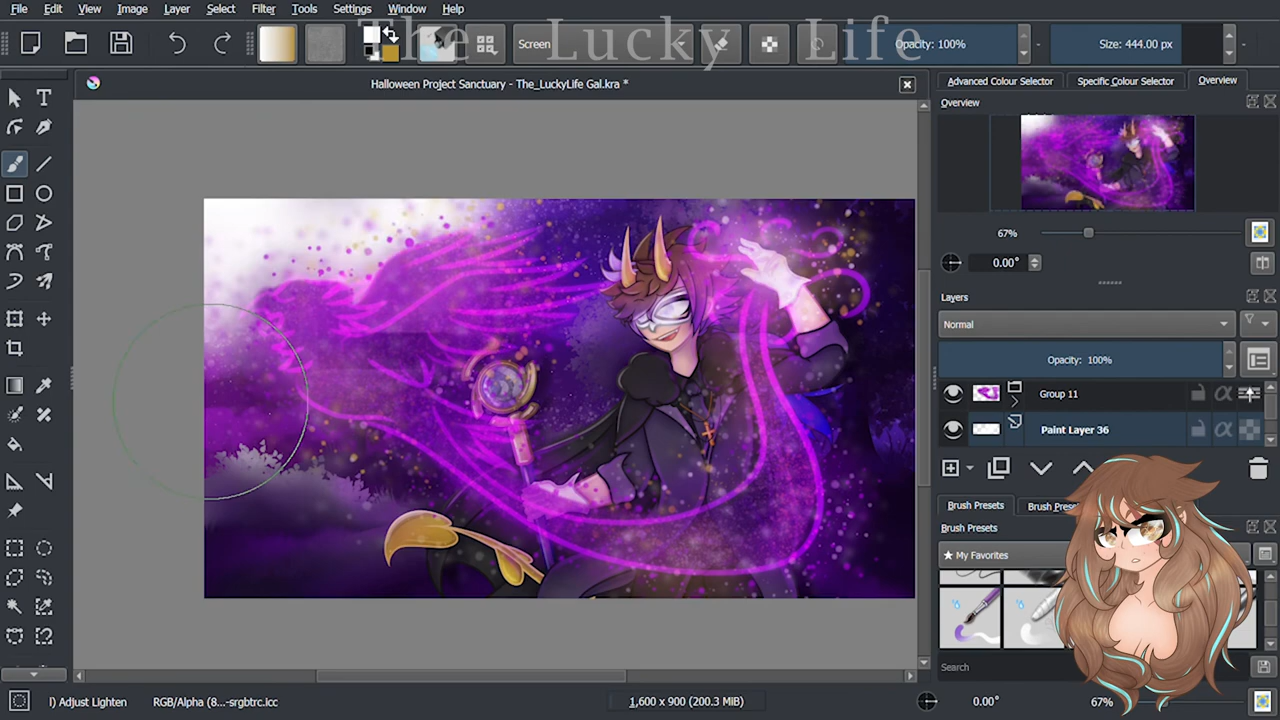 File Edit View Image Layer Select Filter Tools Settings Window Help
The Lucky Life
Screen
Opacity: 100%
Size: 444.00 px
Halloween Project Sanctuary - The_LuckyLife Gal.kra *
Advanced Colour Selector
Specific Colour Selector
Overview
Overview
67%
0.00°
Layers
Normal
Opacity: 100%
Group 11
Paint Layer 36
Brush Presets
Brush Pres
Brush Presets
★ My Favorites
Search
l) Adjust Lighten
RGB/Alpha (8...-srgbtrc.icc
1,600 x 900 (200.3 MiB)
0.00°
67%